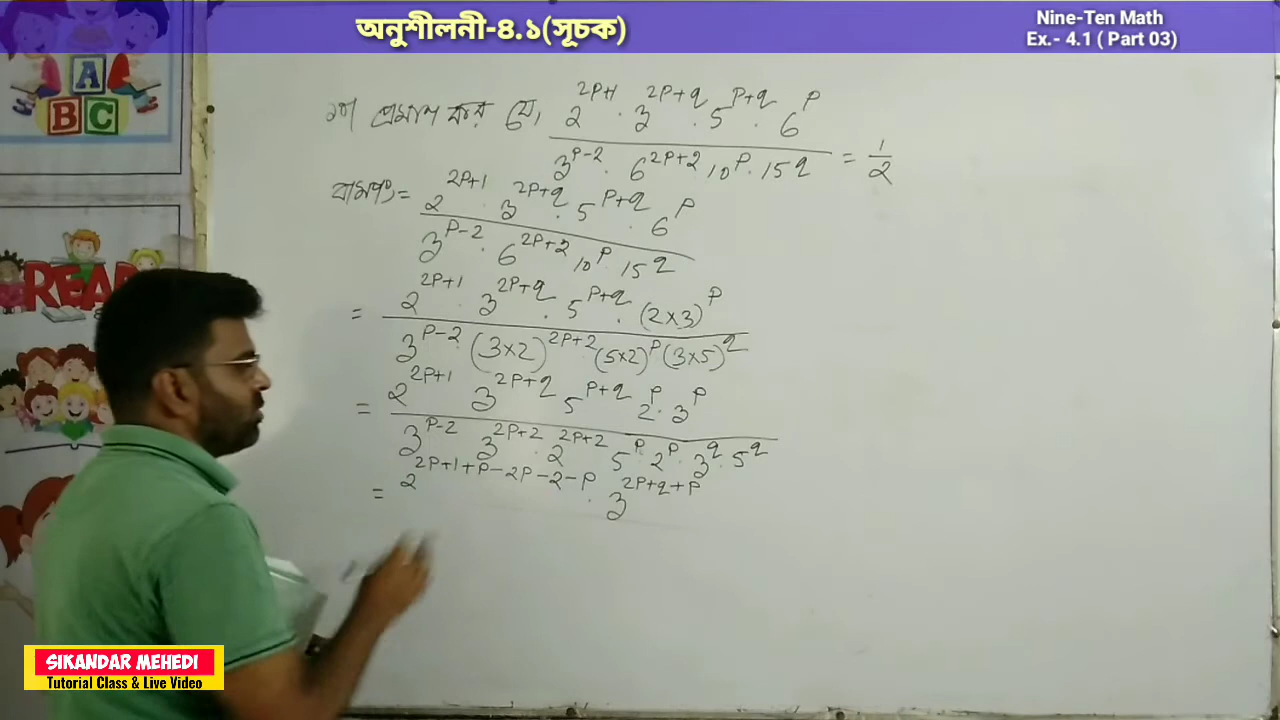 অনুশীলনী-৪.১(সূচক)
Nine-Ten Math
Ex.- 4.1 ( Part 03)
A
B C
READ
প্রমাণ কর যে, 2^{2P+1} · 3^{2P+q} · 5^{P+q} · 6^{P} / 3^{P-2} · 6^{2P+2} 10^{P} · 15^{q} = 1/2
বামপঃ = 2^{2P+1} · 3^{2P+q} · 5^{P+q} · 6^{P} / 3^{P-2} · 6^{2P+2} 10^{P} · 15^{q}
= 2^{2P+1} · 3^{2P+q} · 5^{P+q} · (2×3)^{P} / 3^{P-2} · (3×2)^{2P+2} · (5×2)^{P} (3×5)^{q}
= 2^{2P+1} 3^{2P+q} 5^{P+q} 2^{P} · 3^{P} / 3^{P-2} 3^{2P+2} · 2^{2P+2} 5^{P} · 2^{P} · 3^{q} · 5^{q}
= 2^{2P+1+P-2P-2-P} · 3^{2P+q+P}
SIKANDAR MEHEDI
Tutorial Class & Live Video